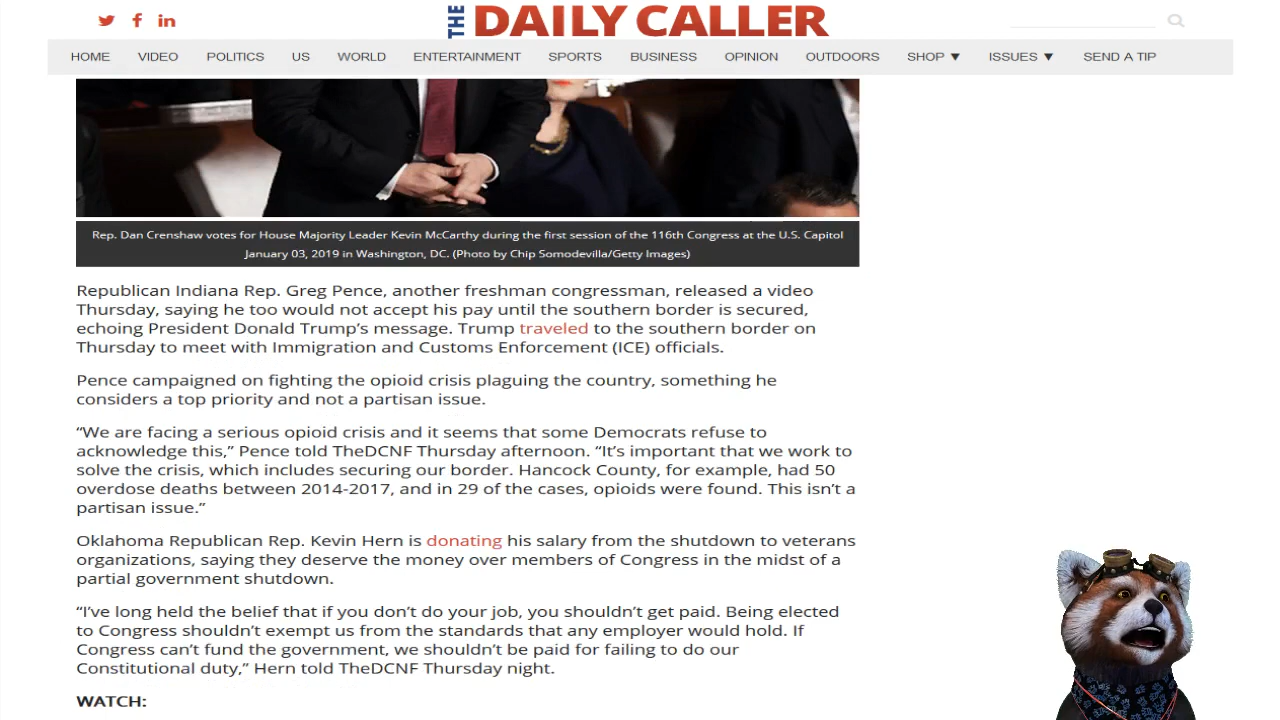 THE DAILY CALLER
HOME VIDEO POLITICS US WORLD ENTERTAINMENT SPORTS BUSINESS OPINION OUTDOORS SHOP ▼ ISSUES ▼ SEND A TIP
Rep. Dan Crenshaw votes for House Majority Leader Kevin McCarthy during the first session of the 116th Congress at the U.S. Capitol
January 03, 2019 in Washington, DC. (Photo by Chip Somodevilla/Getty Images)
Republican Indiana Rep. Greg Pence, another freshman congressman, released a video
Thursday, saying he too would not accept his pay until the southern border is secured,
echoing President Donald Trump’s message. Trump traveled to the southern border on
Thursday to meet with Immigration and Customs Enforcement (ICE) officials.
Pence campaigned on fighting the opioid crisis plaguing the country, something he
considers a top priority and not a partisan issue.
“We are facing a serious opioid crisis and it seems that some Democrats refuse to
acknowledge this,” Pence told TheDCNF Thursday afternoon. “It’s important that we work to
solve the crisis, which includes securing our border. Hancock County, for example, had 50
overdose deaths between 2014-2017, and in 29 of the cases, opioids were found. This isn’t a
partisan issue.”
Oklahoma Republican Rep. Kevin Hern is donating his salary from the shutdown to veterans
organizations, saying they deserve the money over members of Congress in the midst of a
partial government shutdown.
“I’ve long held the belief that if you don’t do your job, you shouldn’t get paid. Being elected
to Congress shouldn’t exempt us from the standards that any employer would hold. If
Congress can’t fund the government, we shouldn’t be paid for failing to do our
Constitutional duty,” Hern told TheDCNF Thursday night.
WATCH: